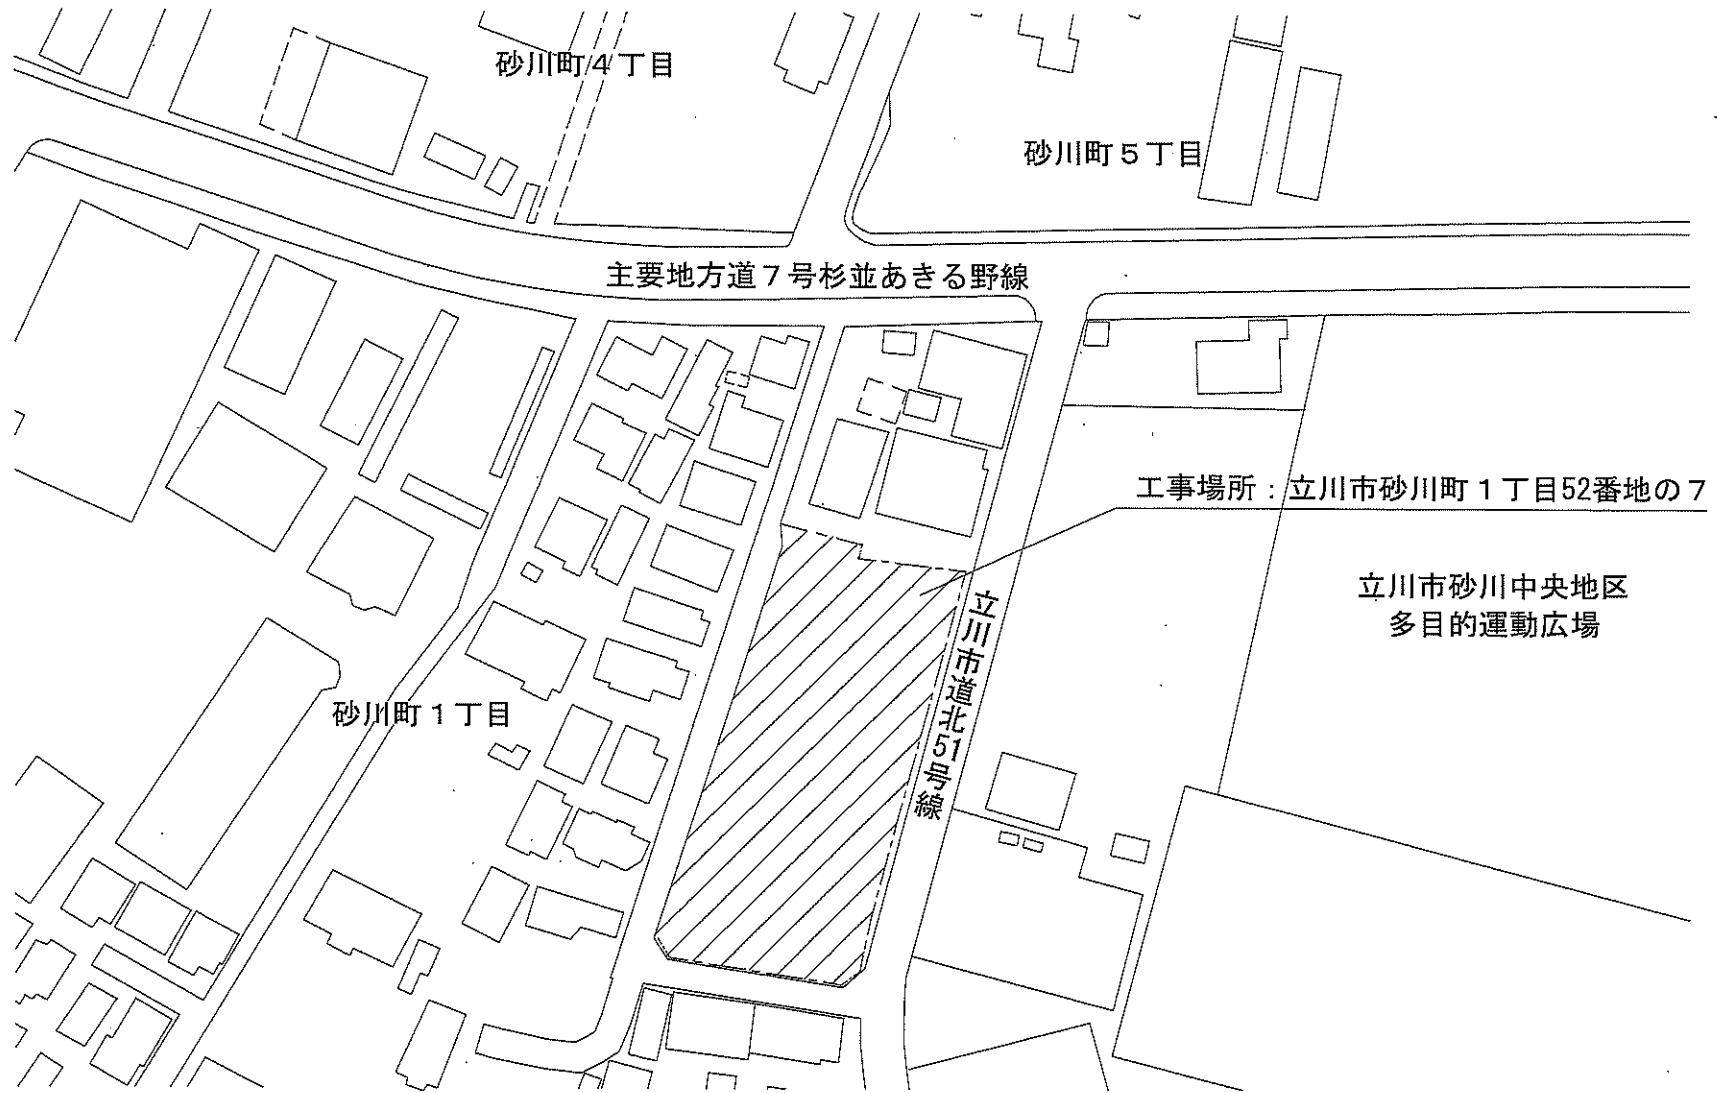 砂川町4丁目
砂川町5丁目
主要地方道7号杉並あきる野線
工事場所：立川市砂川町1丁目52番地の7
立川市砂川中央地区
多目的運動広場
立川市道北51号線
砂川町1丁目